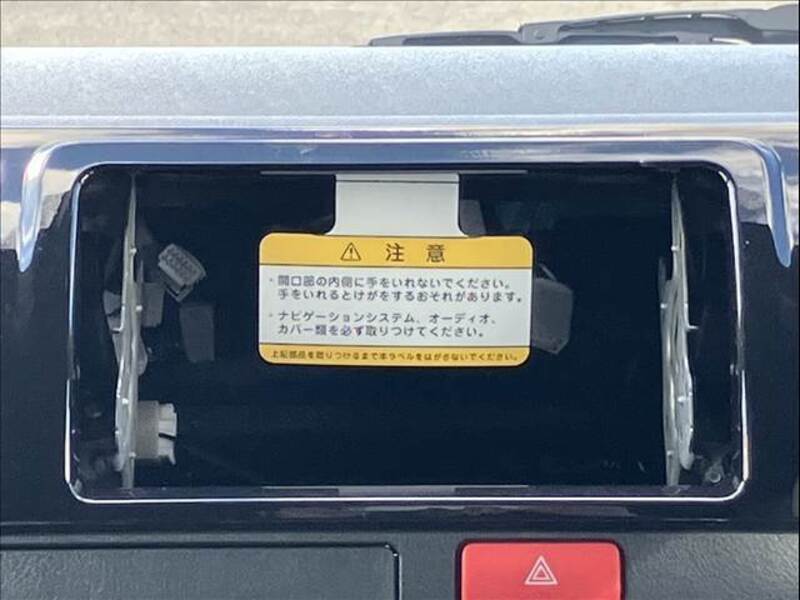 注意
・開口部の内側に手をいれないでください。
手をいれるとけがをするおそれがあります。
・ナビゲーションシステム、オーディオ、
カバー類を必ず取りつけてください。
上記部品を取りつけるまで本ラベルをはがさないでください。